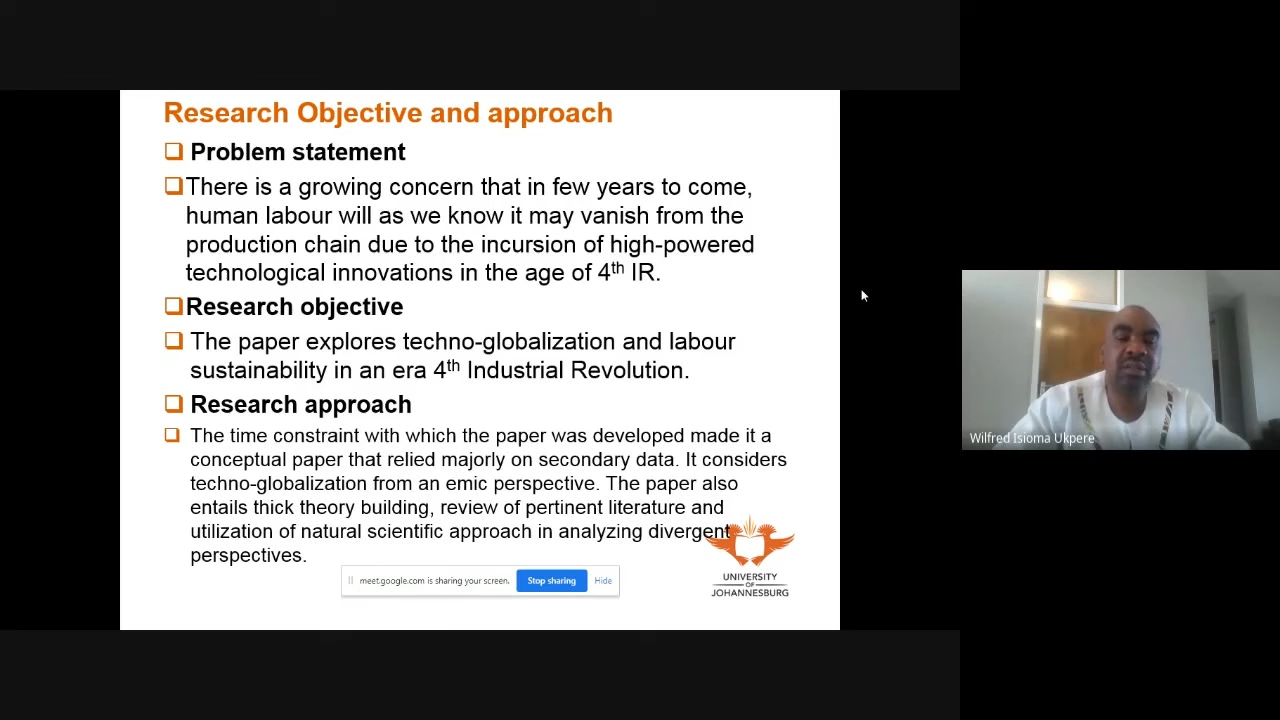 Research Objective and approach
Problem statement
There is a growing concern that in few years to come,
human labour will as we know it may vanish from the
production chain due to the incursion of high-powered
technological innovations in the age of 4th IR.
Research objective
The paper explores techno-globalization and labour
sustainability in an era 4th Industrial Revolution.
Research approach
The time constraint with which the paper was developed made it a
conceptual paper that relied majorly on secondary data. It considers
techno-globalization from an emic perspective. The paper also
entails thick theory building, review of pertinent literature and
utilization of natural scientific approach in analyzing divergent
perspectives.
meet.google.com is sharing your screen. Stop sharing Hide
UNIVERSITY
OF
JOHANNESBURG
Wilfred Isioma Ukpere